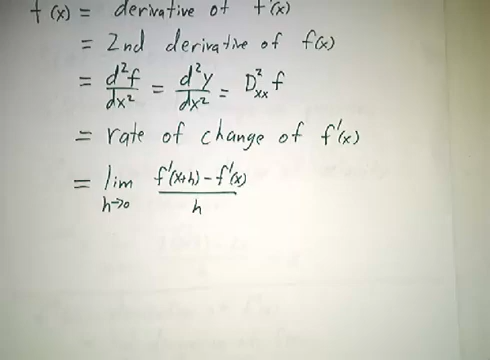 f''(x) = derivative of f'(x)
= 2nd derivative of f(x)
= d²f/dx² = d²y/dx² = D²xx f
= rate of change of f'(x)
= lim h→0 f'(x+h) – f'(x) / h